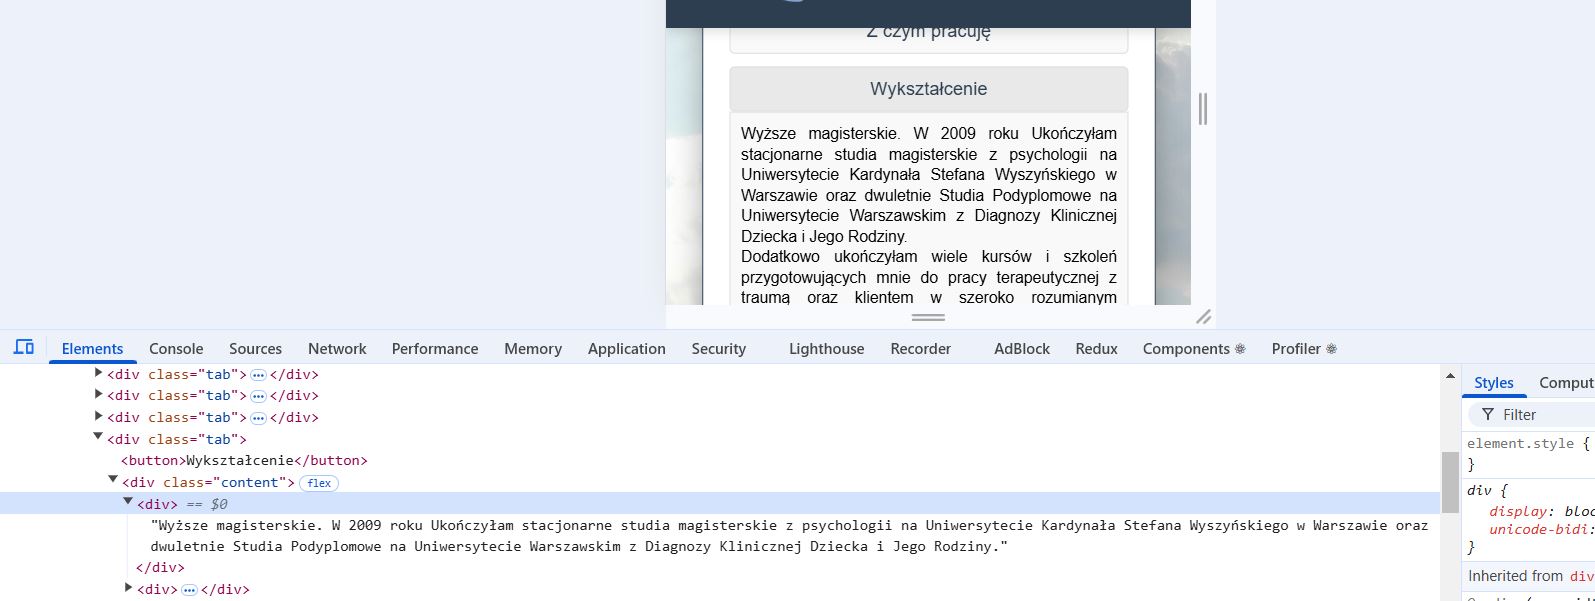 Z czym pracuję
Wykształcenie
Wyższe magisterskie. W 2009 roku Ukończyłam
stacjonarne studia magisterskie z psychologii na
Uniwersytecie Kardynała Stefana Wyszyńskiego w
Warszawie oraz dwuletnie Studia Podyplomowe na
Uniwersytecie Warszawskim z Diagnozy Klinicznej
Dziecka i Jego Rodziny.
Dodatkowo ukończyłam wiele kursów i szkoleń
przygotowujących mnie do pracy terapeutycznej z
traumą oraz klientem w szeroko rozumianym
Elements Console Sources Network Performance Memory Application Security Lighthouse Recorder AdBlock Redux Components Profiler
<div class="tab"> ••• </div>
<div class="tab"> ••• </div>
<div class="tab"> ••• </div>
<div class="tab">
<button>Wykształcenie</button>
<div class="content"> flex
<div> == $0
"Wyższe magisterskie. W 2009 roku Ukończyłam stacjonarne studia magisterskie z psychologii na Uniwersytecie Kardynała Stefana Wyszyńskiego w Warszawie oraz
dwuletnie Studia Podyplomowe na Uniwersytecie Warszawskim z Diagnozy Klinicznej Dziecka i Jego Rodziny."
</div>
<div> ••• </div>
Styles Comput
Filter
element.style {
}
div {
display: bloc
unicode-bidi:
}
Inherited from div